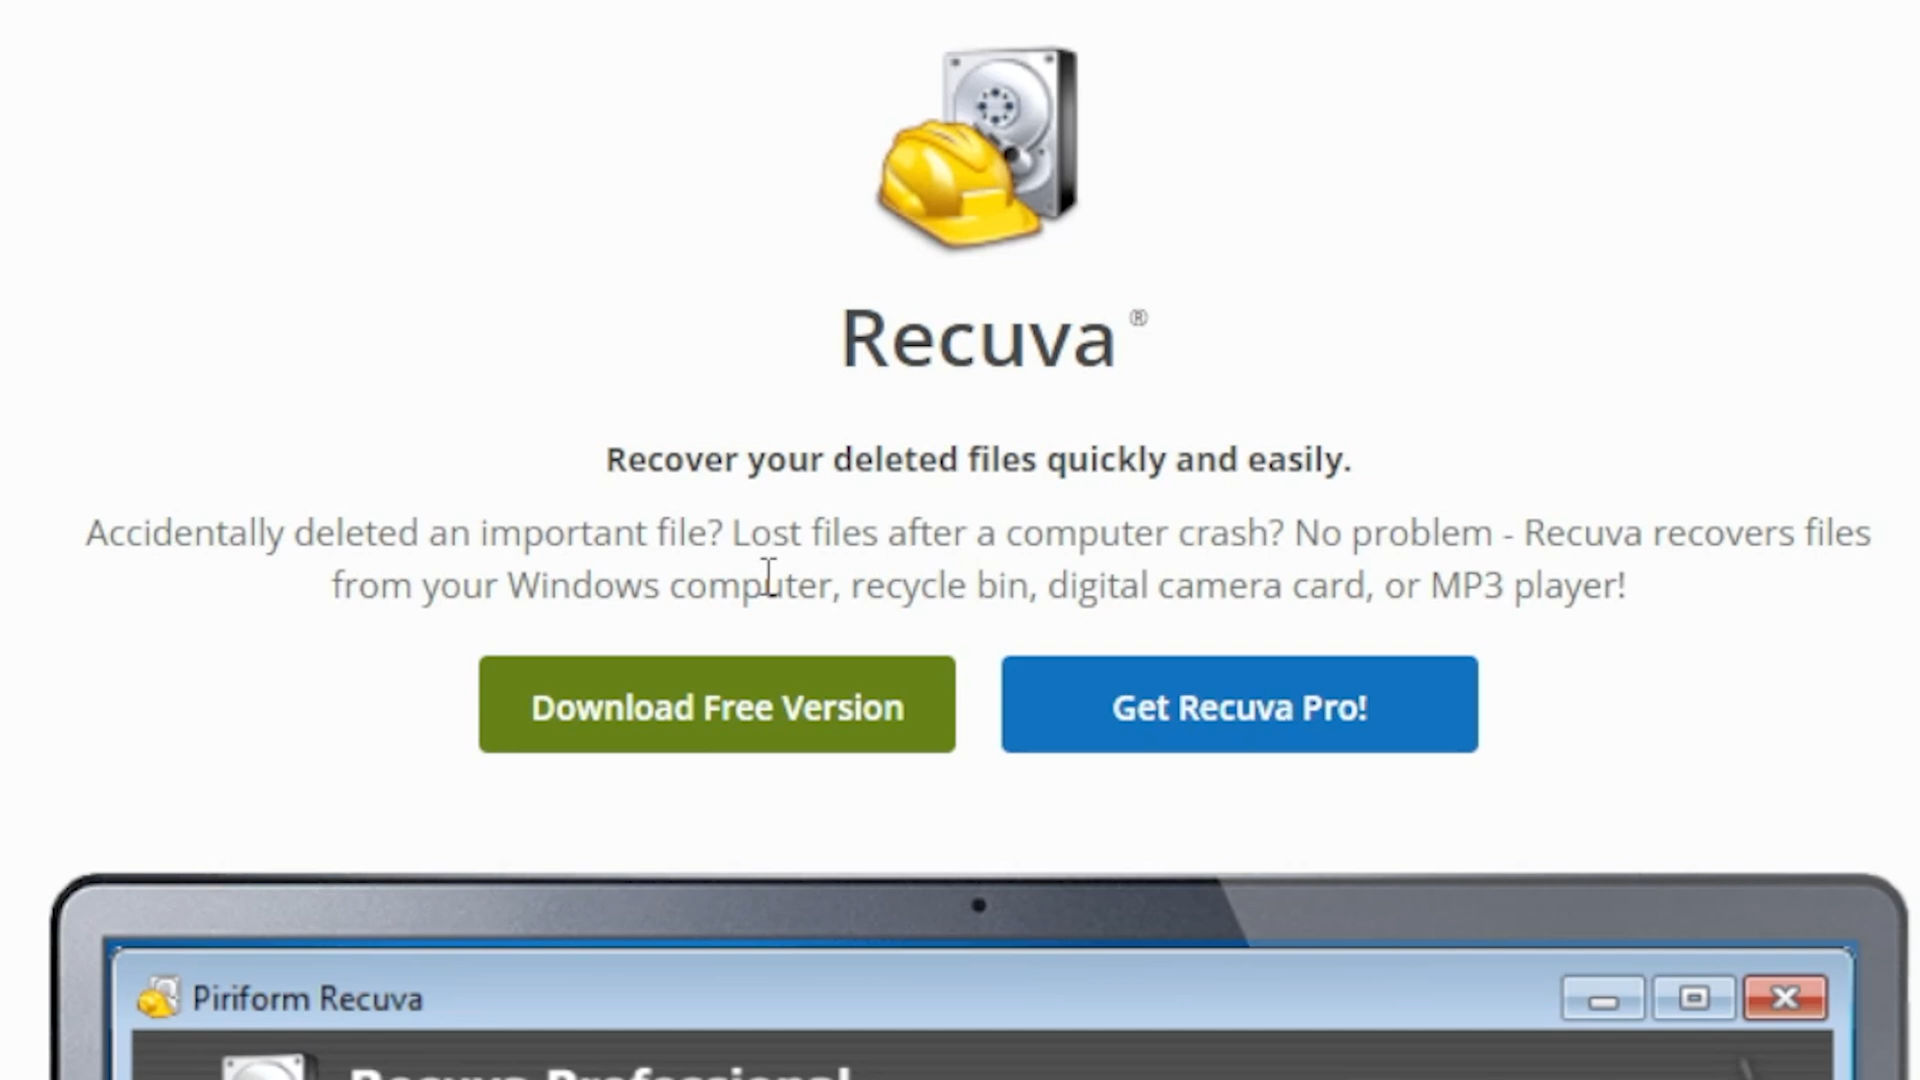 Recuva®
Recover your deleted files quickly and easily.
Accidentally deleted an important file? Lost files after a computer crash? No problem - Recuva recovers files
from your Windows computer, recycle bin, digital camera card, or MP3 player!
Download Free Version
Get Recuva Pro!
Piriform Recuva
Recuva Professional